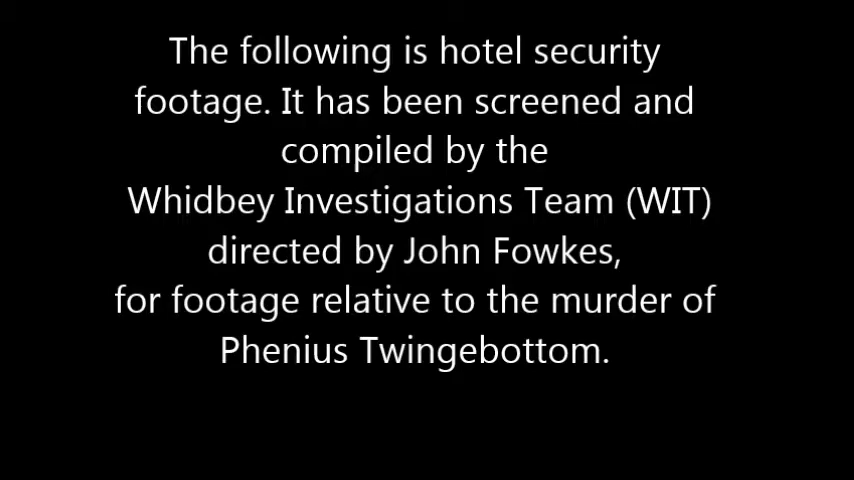 The following is hotel security
footage. It has been screened and
compiled by the
Whidbey Investigations Team (WIT)
directed by John Fowkes,
for footage relative to the murder of
Phenius Twingebottom.